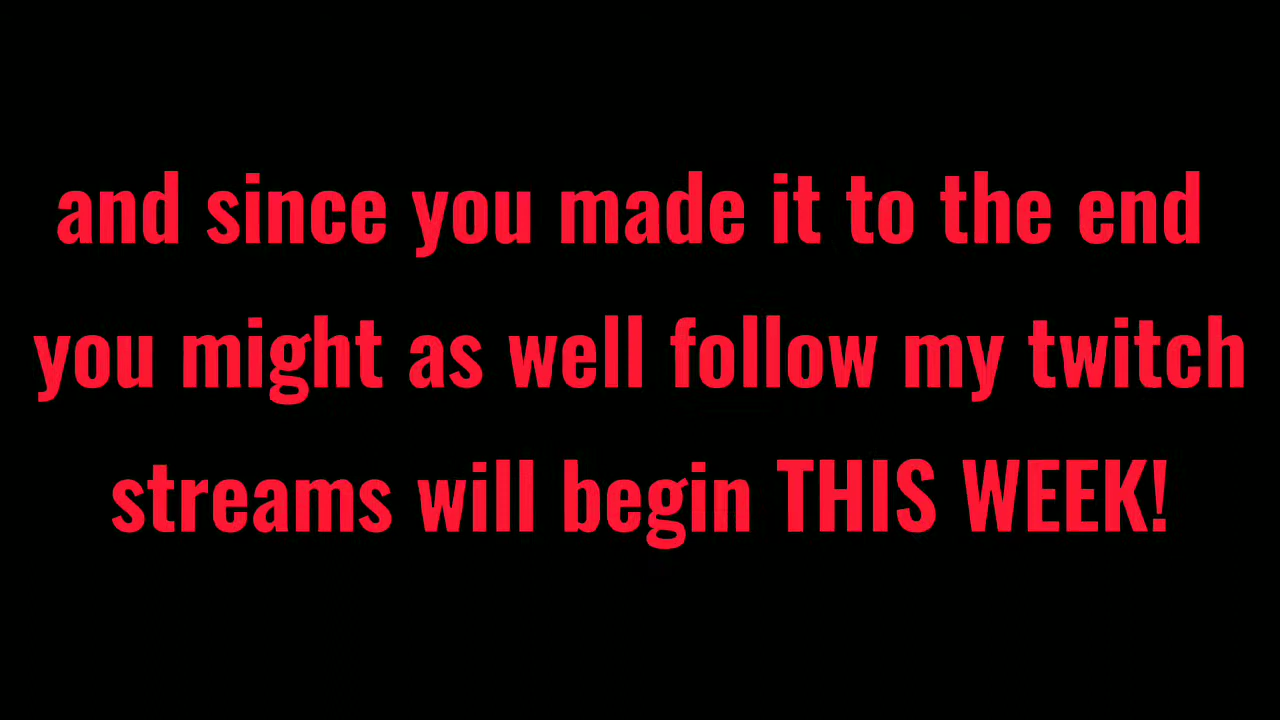 and since you made it to the end
you might as well follow my twitch
streams will begin THIS WEEK!